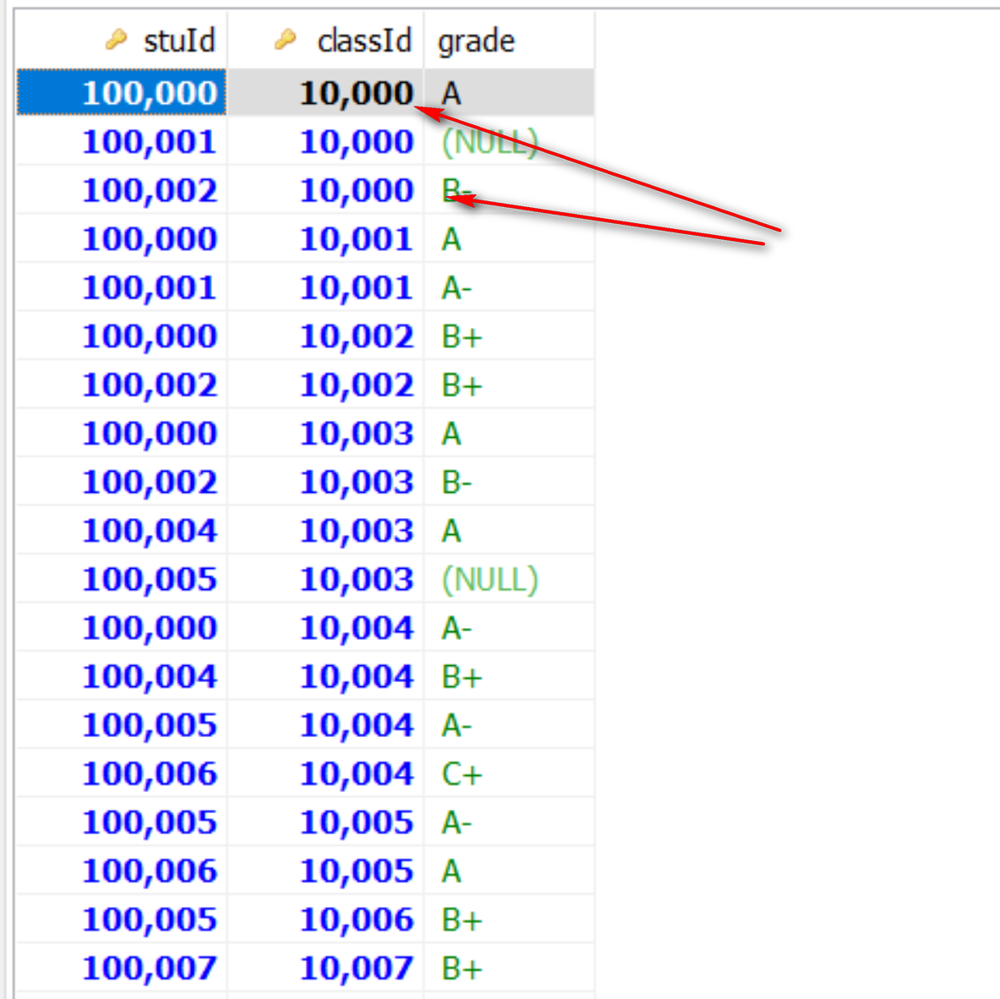 stuId classId grade
100,000 10,000 A
100,001 10,000 (NULL)
100,002 10,000 B-
100,000 10,001 A
100,001 10,001 A-
100,000 10,002 B+
100,002 10,002 B+
100,000 10,003 A
100,002 10,003 B-
100,004 10,003 A
100,005 10,003 (NULL)
100,000 10,004 A-
100,004 10,004 B+
100,005 10,004 A-
100,006 10,004 C+
100,005 10,005 A-
100,006 10,005 A
100,005 10,006 B+
100,007 10,007 B+